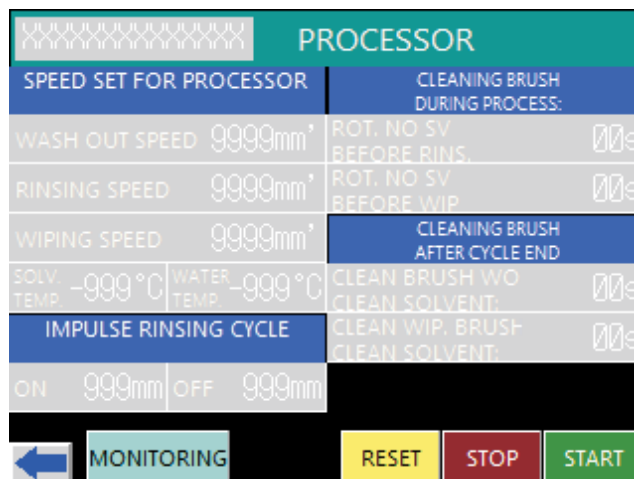 XXXXXXXXXXXXX PROCESSOR
SPEED SET FOR PROCESSOR
WASH OUT SPEED 9999mm'
RINSING SPEED 9999mm'
WIPING SPEED 9999mm'
SOLV. TEMP. -999°C WATER TEMP. -999°C
IMPULSE RINSING CYCLE
ON 999mm OFF 999mm
CLEANING BRUSH
DURING PROCESS:
ROT. NO SV
BEFORE RINS. 00s
ROT. NO SV
BEFORE WIP 00s
CLEANING BRUSH
AFTER CYCLE END
CLEAN BRUSH WO
CLEAN SOLVENT: 00s
CLEAN WIP. BRUSH
CLEAN SOLVENT: 00s
MONITORING RESET STOP START